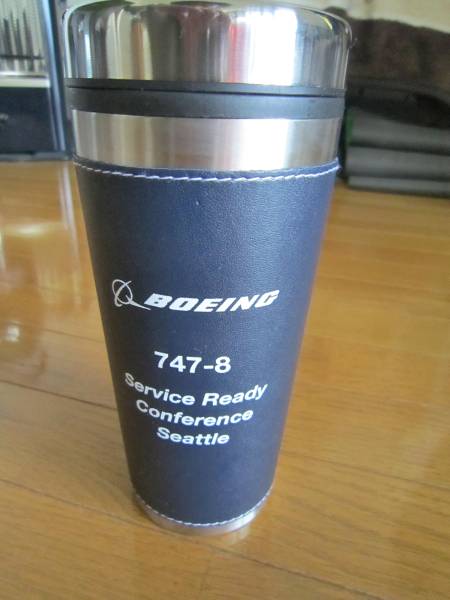 BOEING
747-8
Service Ready
Conference
Seattle